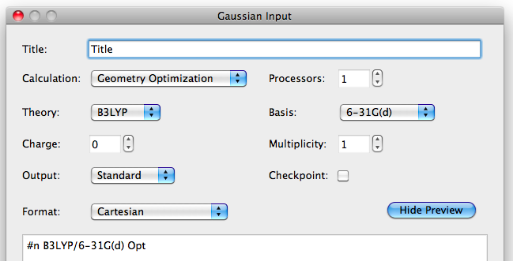 Gaussian Input
Title: Title
Calculation: Geometry Optimization Processors: 1
Theory: B3LYP Basis: 6-31G(d)
Charge: 0 Multiplicity: 1
Output: Standard Checkpoint:
Format: Cartesian Hide Preview
#n B3LYP/6-31G(d) Opt